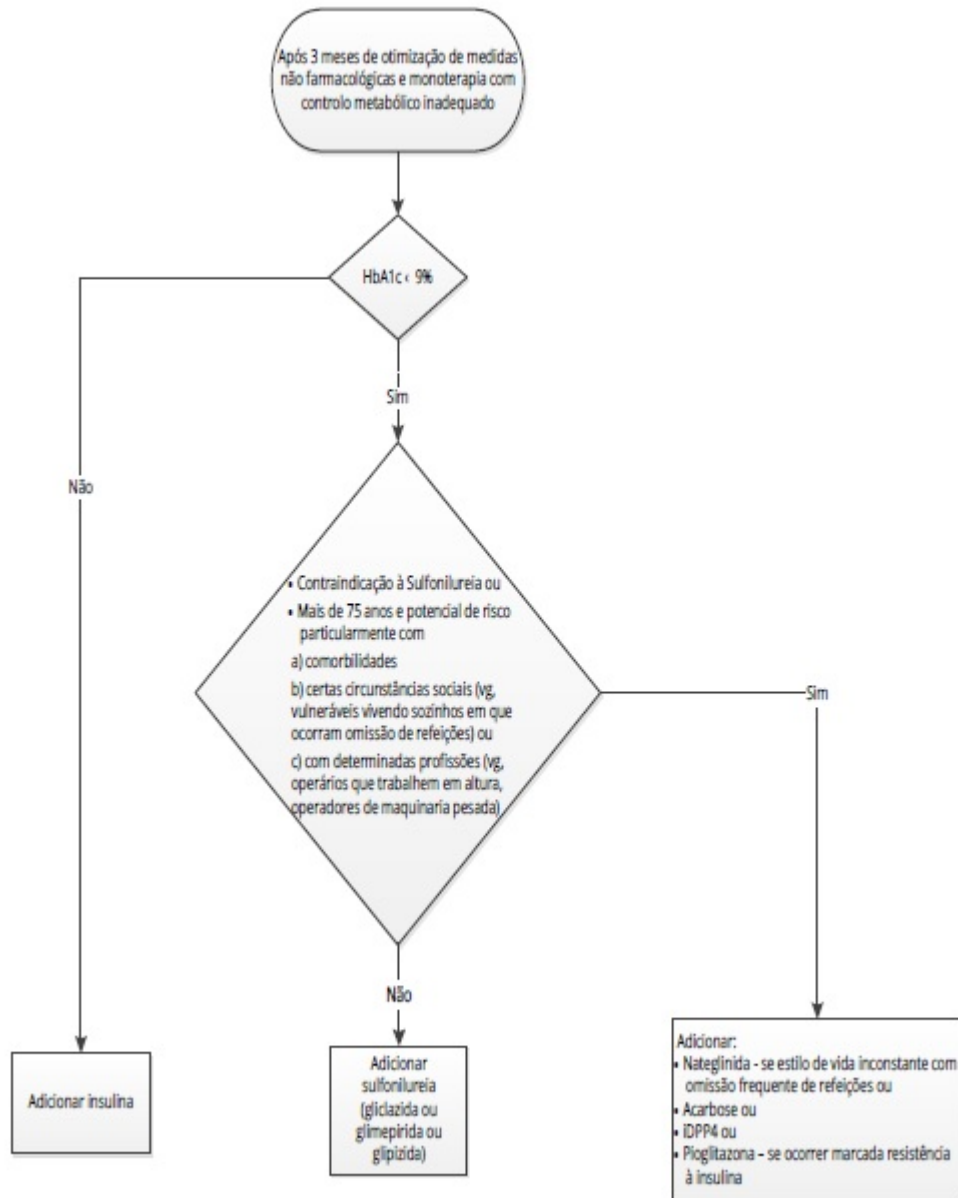 Após 3 meses de otimização de medidas
não farmacológicas e monoterapia com
controlo metabólico inadequado
HbA1c < 9%
Sim
Não
• Contraindicação à Sulfonilureia ou
• Mais de 75 anos e potencial de risco
particularmente com
a) comorbilidades
b) certas circunstâncias sociais (vg,
vulneráveis vivendo sozinhos em que
ocorram omissão de refeições) ou
c) com determinadas profissões (vg,
operários que trabalhem em altura,
operadores de maquinaria pesada)
Sim
Não
Adicionar insulina
Adicionar
sulfonilureia
(gliclazida ou
glimepirida ou
glipizida)
Adicionar:
• Nateglinida - se estilo de vida inconstante com
omissão frequente de refeições ou
• Acarbose ou
• iDPP4 ou
• Pioglitazona – se ocorrer marcada resistência
à insulina